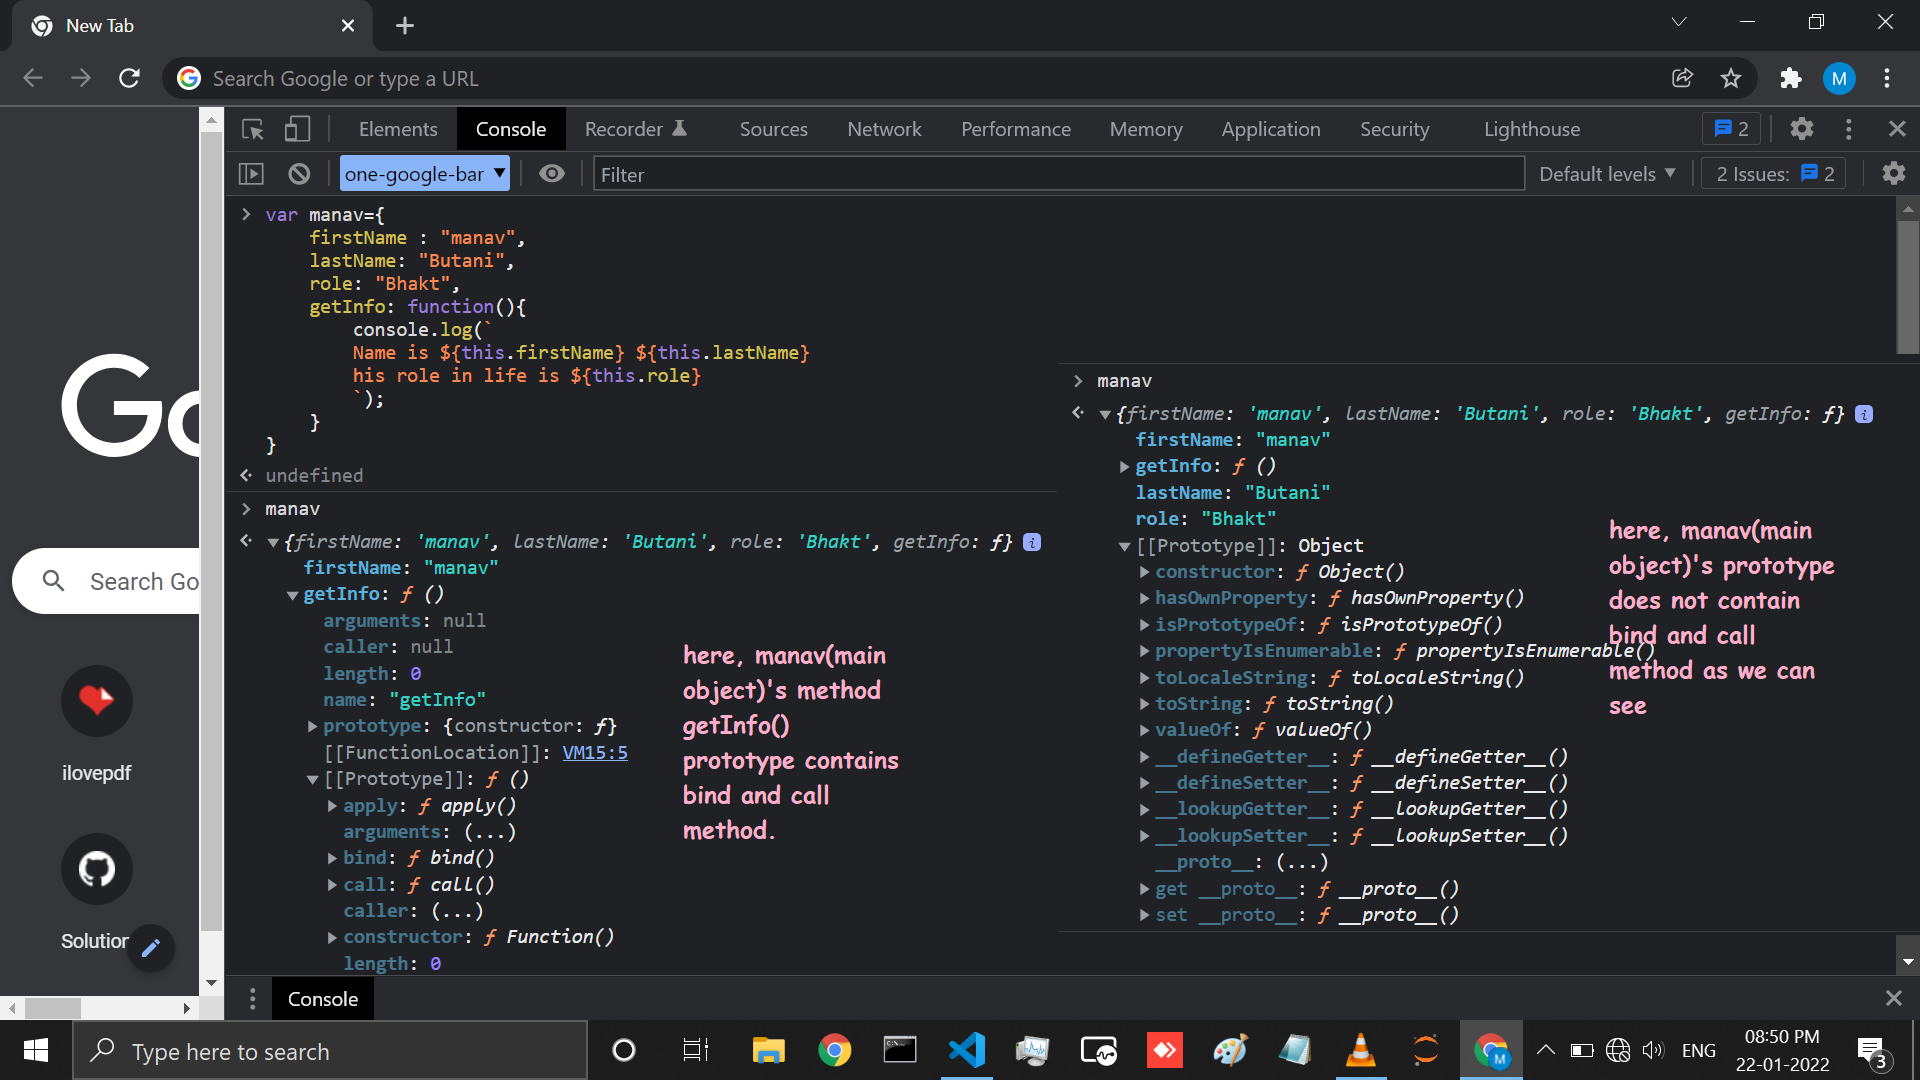 New Tab
Search Google or type a URL
M
Elements Console Recorder Sources Network Performance Memory Application Security Lighthouse 2
one-google-bar Filter Default levels 2 Issues: 2
var manav={
firstName : "manav",
lastName: "Butani",
role: "Bhakt",
getInfo: function(){
console.log(`
Name is ${this.firstName} ${this.lastName}
his role in life is ${this.role}
`);
}
}
undefined
manav
{firstName: 'manav', lastName: 'Butani', role: 'Bhakt', getInfo: ƒ} i
firstName: "manav"
getInfo: ƒ ()
arguments: null
caller: null
length: 0
name: "getInfo"
prototype: {constructor: ƒ}
[[FunctionLocation]]: VM15:5
[[Prototype]]: ƒ ()
apply: ƒ apply()
arguments: (...)
bind: ƒ bind()
call: ƒ call()
caller: (...)
constructor: ƒ Function()
length: 0
here, manav(main
object)'s method
getInfo()
prototype contains
bind and call
method.
manav
{firstName: 'manav', lastName: 'Butani', role: 'Bhakt', getInfo: ƒ} i
firstName: "manav"
getInfo: ƒ ()
lastName: "Butani"
role: "Bhakt"
[[Prototype]]: Object
constructor: ƒ Object()
hasOwnProperty: ƒ hasOwnProperty()
isPrototypeOf: ƒ isPrototypeOf()
propertyIsEnumerable: ƒ propertyIsEnumerable()
toLocaleString: ƒ toLocaleString()
toString: ƒ toString()
valueOf: ƒ valueOf()
__defineGetter__: ƒ __defineGetter__()
__defineSetter__: ƒ __defineSetter__()
__lookupGetter__: ƒ __lookupGetter__()
__lookupSetter__: ƒ __lookupSetter__()
__proto__: (...)
get __proto__: ƒ __proto__()
set __proto__: ƒ __proto__()
here, manav(main
object)'s prototype
does not contain
bind and call
method as we can
see
Go
Search Go
ilovepdf
Solution
Console
Type here to search
M
ENG
08:50 PM
22-01-2022
3